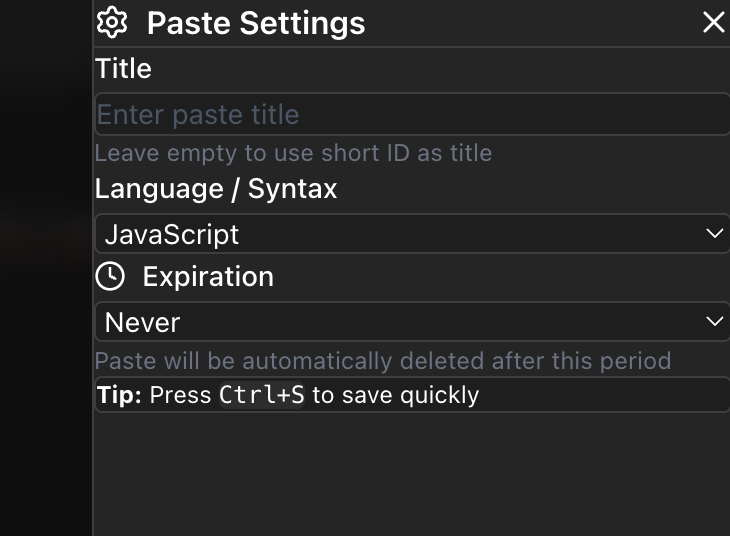 Paste Settings
Title
Enter paste title
Leave empty to use short ID as title
Language / Syntax
JavaScript
Expiration
Never
Paste will be automatically deleted after this period
Tip: Press Ctrl+S to save quickly